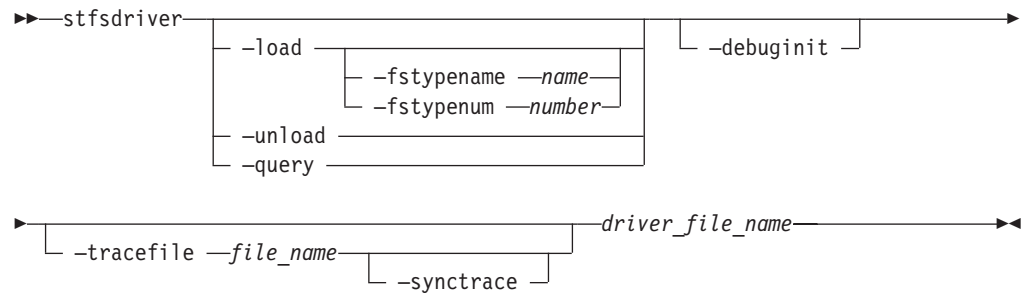 stfsdriver
–load –debuginit
–fstypename name
–fstypenum number
–unload
–query
driver_file_name
–tracefile file_name
–synctrace